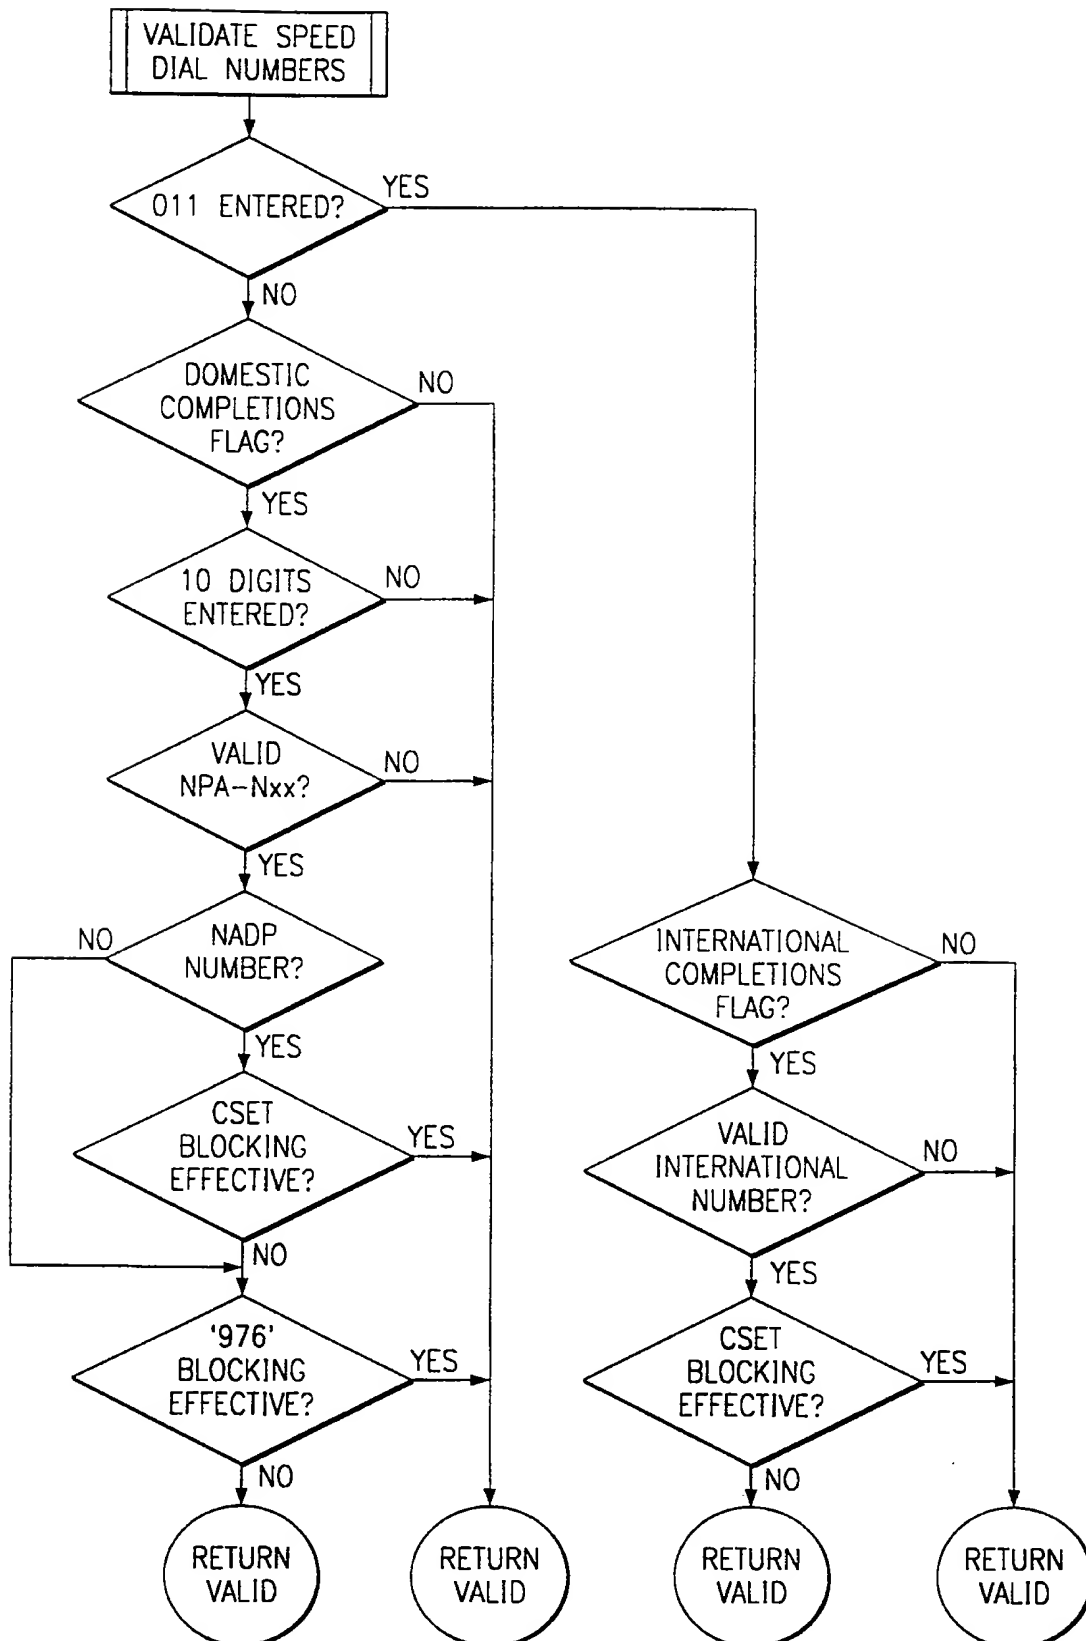 VALIDATE SPEED
DIAL NUMBERS
011 ENTERED?
YES
NO
DOMESTIC
COMPLETIONS
FLAG?
NO
YES
10 DIGITS
ENTERED?
NO
YES
VALID
NPA-Nxx?
NO
YES
NADP
NUMBER?
NO
YES
CSET
BLOCKING
EFFECTIVE?
YES
NO
'976'
BLOCKING
EFFECTIVE?
YES
NO
RETURN
VALID
RETURN
VALID
INTERNATIONAL
COMPLETIONS
FLAG?
NO
YES
VALID
INTERNATIONAL
NUMBER?
NO
YES
CSET
BLOCKING
EFFECTIVE?
YES
NO
RETURN
VALID
RETURN
VALID